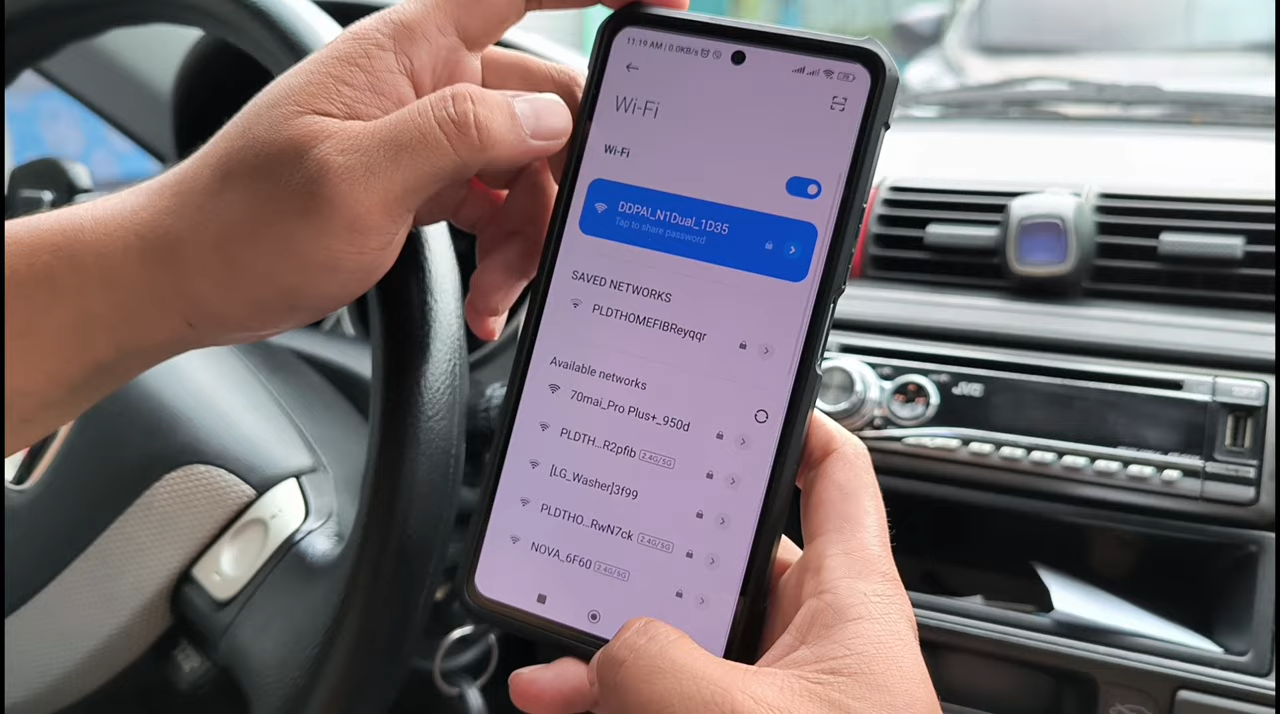 11:19 AM | 0.0KB/s
Wi-Fi
Wi-Fi
DDPAI_N1Dual_1D35
Tap to share password
SAVED NETWORKS
PLDTHOMEFIBReyqqr
Available networks
70mai_Pro Plus+_950d
PLDTH...R2pfib 2.4G/5G
[LG_Washer]3f99
PLDTHO...RwN7ck 2.4G/5G
NOVA_6F60 2.4G/5G
JVC